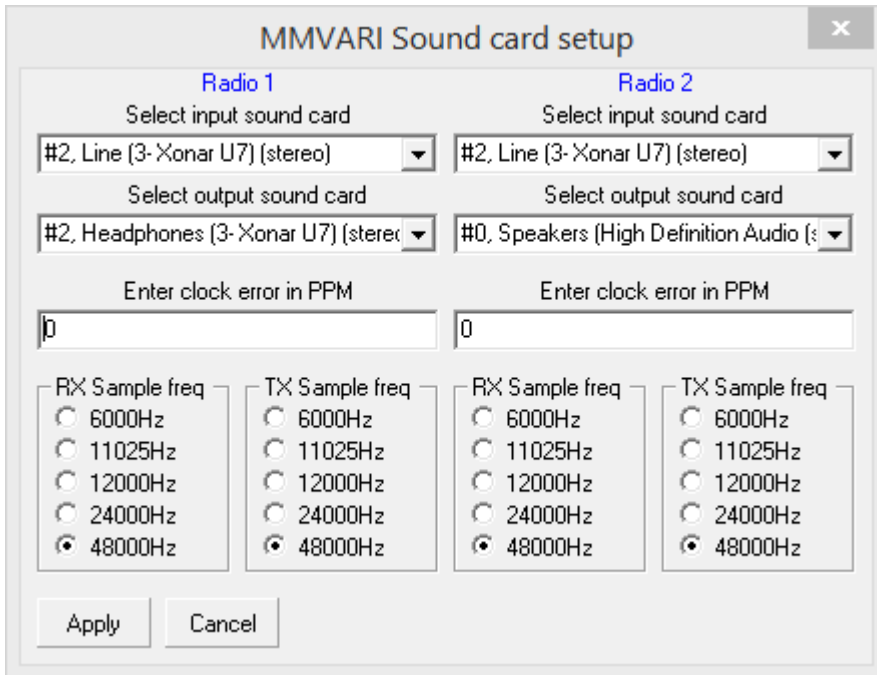 MMVARI Sound card setup
Radio 1
Radio 2
Select input sound card
Select input sound card
#2, Line (3- Xonar U7) (stereo)
#2, Line (3- Xonar U7) (stereo)
Select output sound card
Select output sound card
#2, Headphones (3- Xonar U7) (stereo
#0, Speakers (High Definition Audio (s
Enter clock error in PPM
Enter clock error in PPM
0
0
RX Sample freq
6000Hz
11025Hz
12000Hz
24000Hz
48000Hz
TX Sample freq
6000Hz
11025Hz
12000Hz
24000Hz
48000Hz
RX Sample freq
6000Hz
11025Hz
12000Hz
24000Hz
48000Hz
TX Sample freq
6000Hz
11025Hz
12000Hz
24000Hz
48000Hz
Apply
Cancel